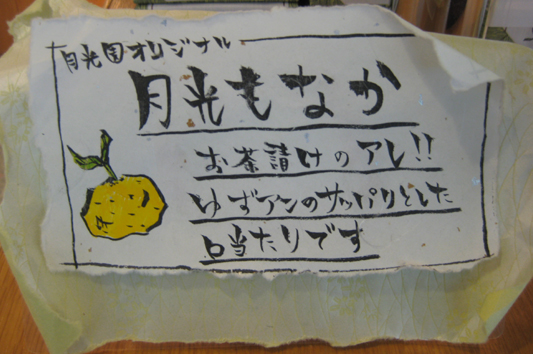 月光園オリジナル
月光もなか
お茶請けのアレ!!
ゆずアンのサッパリとした
口当たりです